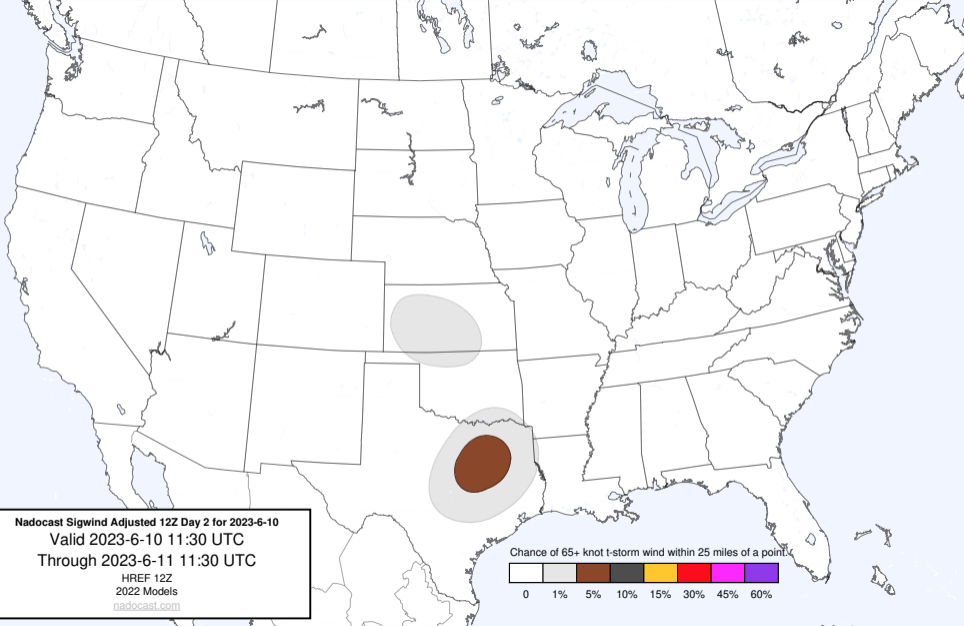 Nadocast Sigwind Adjusted 12Z Day 2 for 2023-6-10
Valid 2023-6-10 11:30 UTC
Through 2023-6-11 11:30 UTC
HREF 12Z
2022 Models
nadocast.com
Chance of 65+ knot t-storm wind within 25 miles of a point.
0 1% 5% 10% 15% 30% 45% 60%